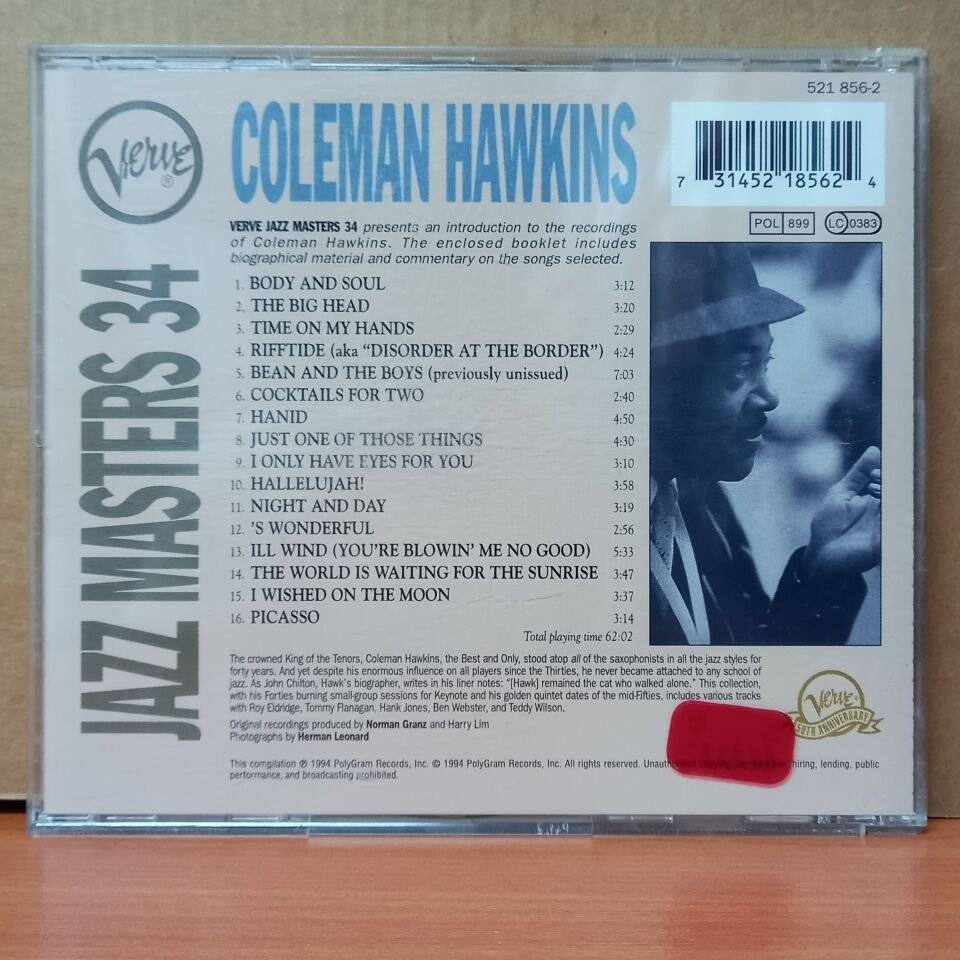 521 856-2
Verve
®
COLEMAN HAWKINS
7 31452 18562 4
POL 899
LC 0383
JAZZ MASTERS 34
VERVE JAZZ MASTERS 34 presents an introduction to the recordings
of Coleman Hawkins. The enclosed booklet includes
biographical material and commentary on the songs selected.
1. BODY AND SOUL 3:12
2. THE BIG HEAD 3:20
3. TIME ON MY HANDS 2:29
4. RIFFTIDE (aka “DISORDER AT THE BORDER”) 4:24
5. BEAN AND THE BOYS (previously unissued) 7:03
6. COCKTAILS FOR TWO 2:40
7. HANID 4:50
8. JUST ONE OF THOSE THINGS 4:30
9. I ONLY HAVE EYES FOR YOU 3:10
10. HALLELUJAH! 3:58
11. NIGHT AND DAY 3:19
12. ’S WONDERFUL 2:56
13. ILL WIND (YOU’RE BLOWIN’ ME NO GOOD) 5:33
14. THE WORLD IS WAITING FOR THE SUNRISE 3:47
15. I WISHED ON THE MOON 3:37
16. PICASSO 3:14
Total playing time 62:02
The crowned King of the Tenors, Coleman Hawkins, the Best and Only, stood atop all of the saxophonists in all the jazz styles for
forty years. And yet despite his enormous influence on all players since the Thirties, he never became attached to any school of
jazz. As John Chilton, Hawk’s biographer, writes in his liner notes: “[Hawk] remained the cat who walked alone.” This collection,
with his Forties burning small-group sessions for Keynote and his golden quintet dates of the mid-Fifties, includes various tracks
with Roy Eldridge, Tommy Flanagan, Hank Jones, Ben Webster, and Teddy Wilson.
Original recordings produced by Norman Granz and Harry Lim
Photographs by Herman Leonard
Verve
50TH ANNIVERSARY
This compilation ℗ 1994 PolyGram Records, Inc. © 1994 PolyGram Records, Inc. All rights reserved. hiring, lending, public
performance, and broadcasting prohibited.